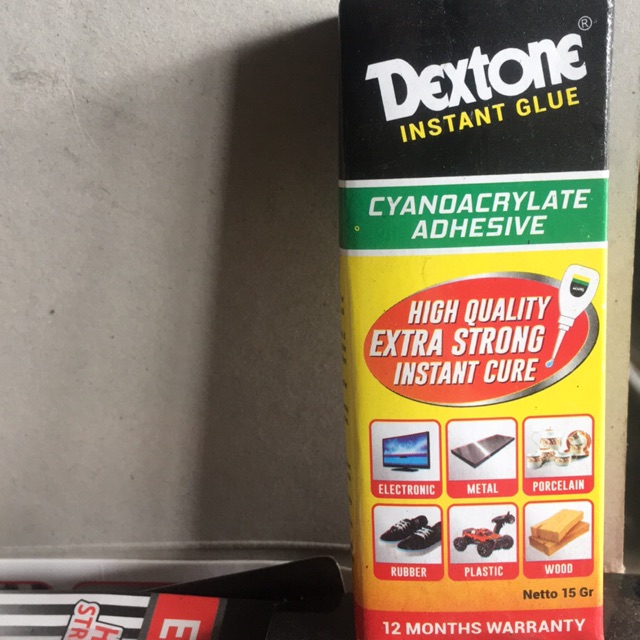 Dextone ®
INSTANT GLUE
CYANOACRYLATE
ADHESIVE
HIGH QUALITY
EXTRA STRONG
INSTANT CURE
ELECTRONIC
METAL
PORCELAIN
RUBBER
PLASTIC
WOOD
Netto 15 Gr
12 MONTHS WARRANTY